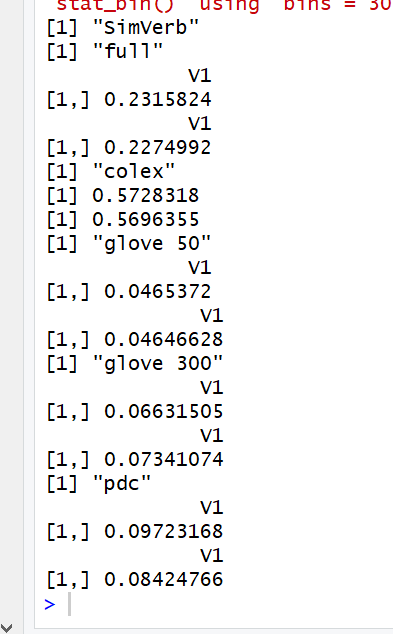 `stat_bin()` using `bins = 30
[1] "SimVerb"
[1] "full"
V1
[1,] 0.2315824
V1
[1,] 0.2274992
[1] "colex"
[1] 0.5728318
[1] 0.5696355
[1] "glove 50"
V1
[1,] 0.0465372
V1
[1,] 0.04646628
[1] "glove 300"
V1
[1,] 0.06631505
V1
[1,] 0.07341074
[1] "pdc"
V1
[1,] 0.09723168
V1
[1,] 0.08424766
>